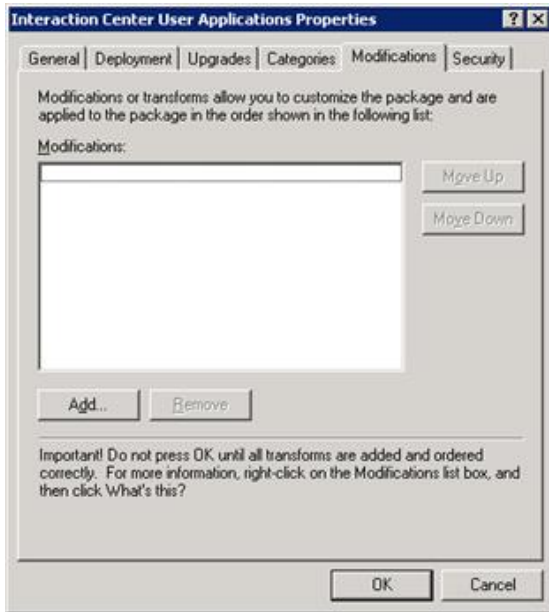 Interaction Center User Applications Properties
General Deployment Upgrades Categories Modifications Security
Modifications or transforms allow you to customize the package and are
applied to the package in the order shown in the following list:
Modifications:
Move Up
Move Down
Add... Remove
Important! Do not press OK until all transforms are added and ordered
correctly. For more information, right-click on the Modifications list box, and
then click What's this?
OK Cancel